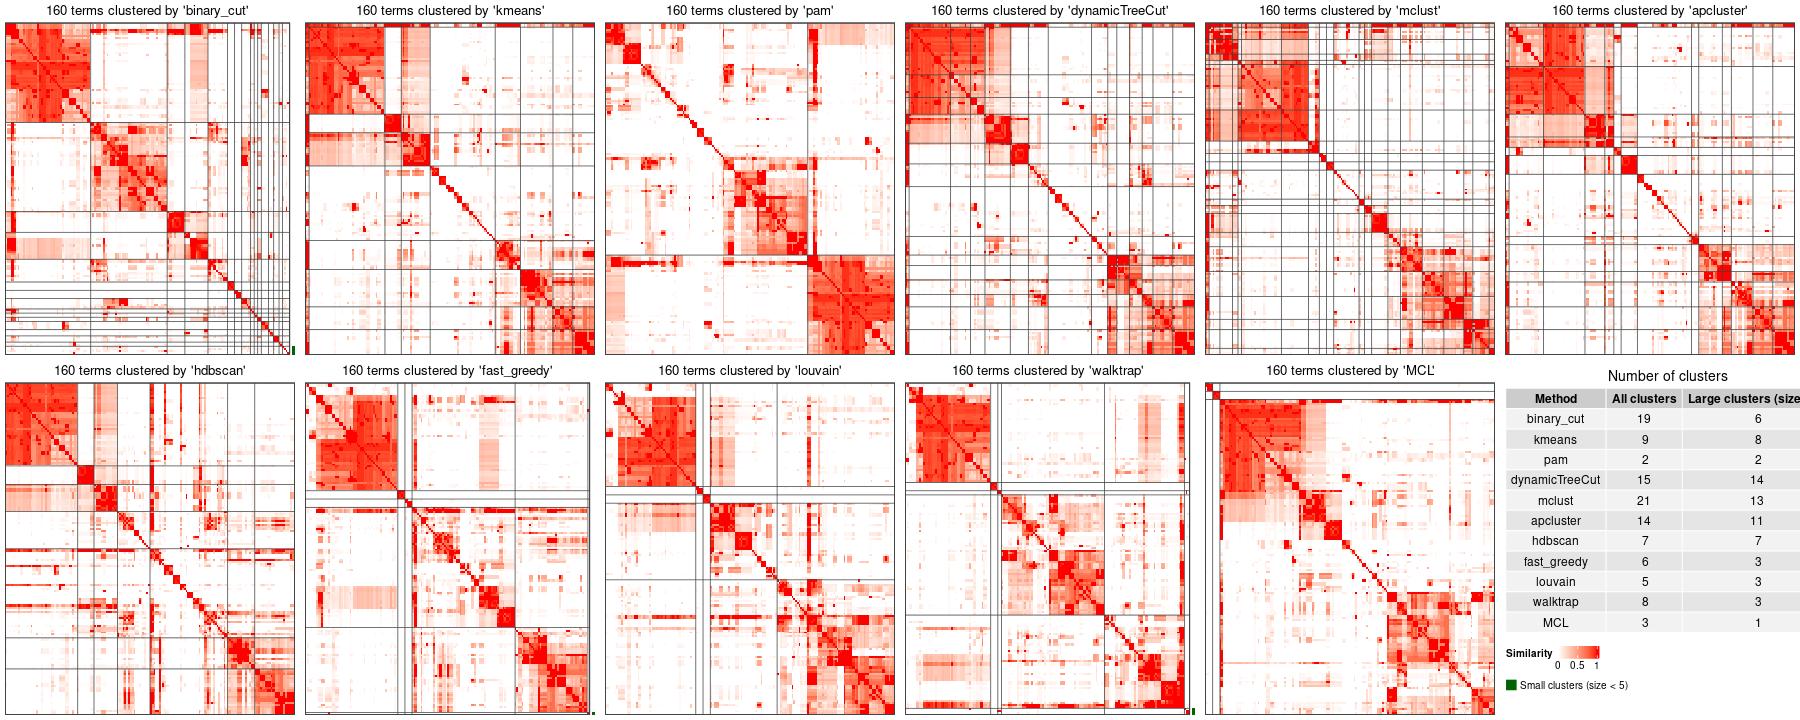 160 terms clustered by 'binary_cut'
160 terms clustered by 'kmeans'
160 terms clustered by 'pam'
160 terms clustered by 'dynamicTreeCut'
160 terms clustered by 'mclust'
160 terms clustered by 'apcluster'
160 terms clustered by 'hdbscan'
160 terms clustered by 'fast_greedy'
160 terms clustered by 'louvain'
160 terms clustered by 'walktrap'
160 terms clustered by 'MCL'
Number of clusters
Method All clusters Large clusters (size
binary_cut 19 6
kmeans 9 8
pam 2 2
dynamicTreeCut 15 14
mclust 21 13
apcluster 14 11
hdbscan 7 7
fast_greedy 6 3
louvain 5 3
walktrap 8 3
MCL 3 1
Similarity
0 0.5 1
Small clusters (size < 5)